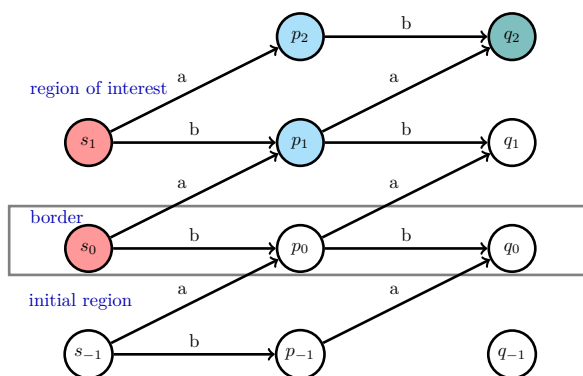 p₂ b q₂
a a
region of interest
s₁ b p₁ b q₁
a a
border
s₀ b p₀ b q₀
a a
initial region
s₋₁ b p₋₁ q₋₁